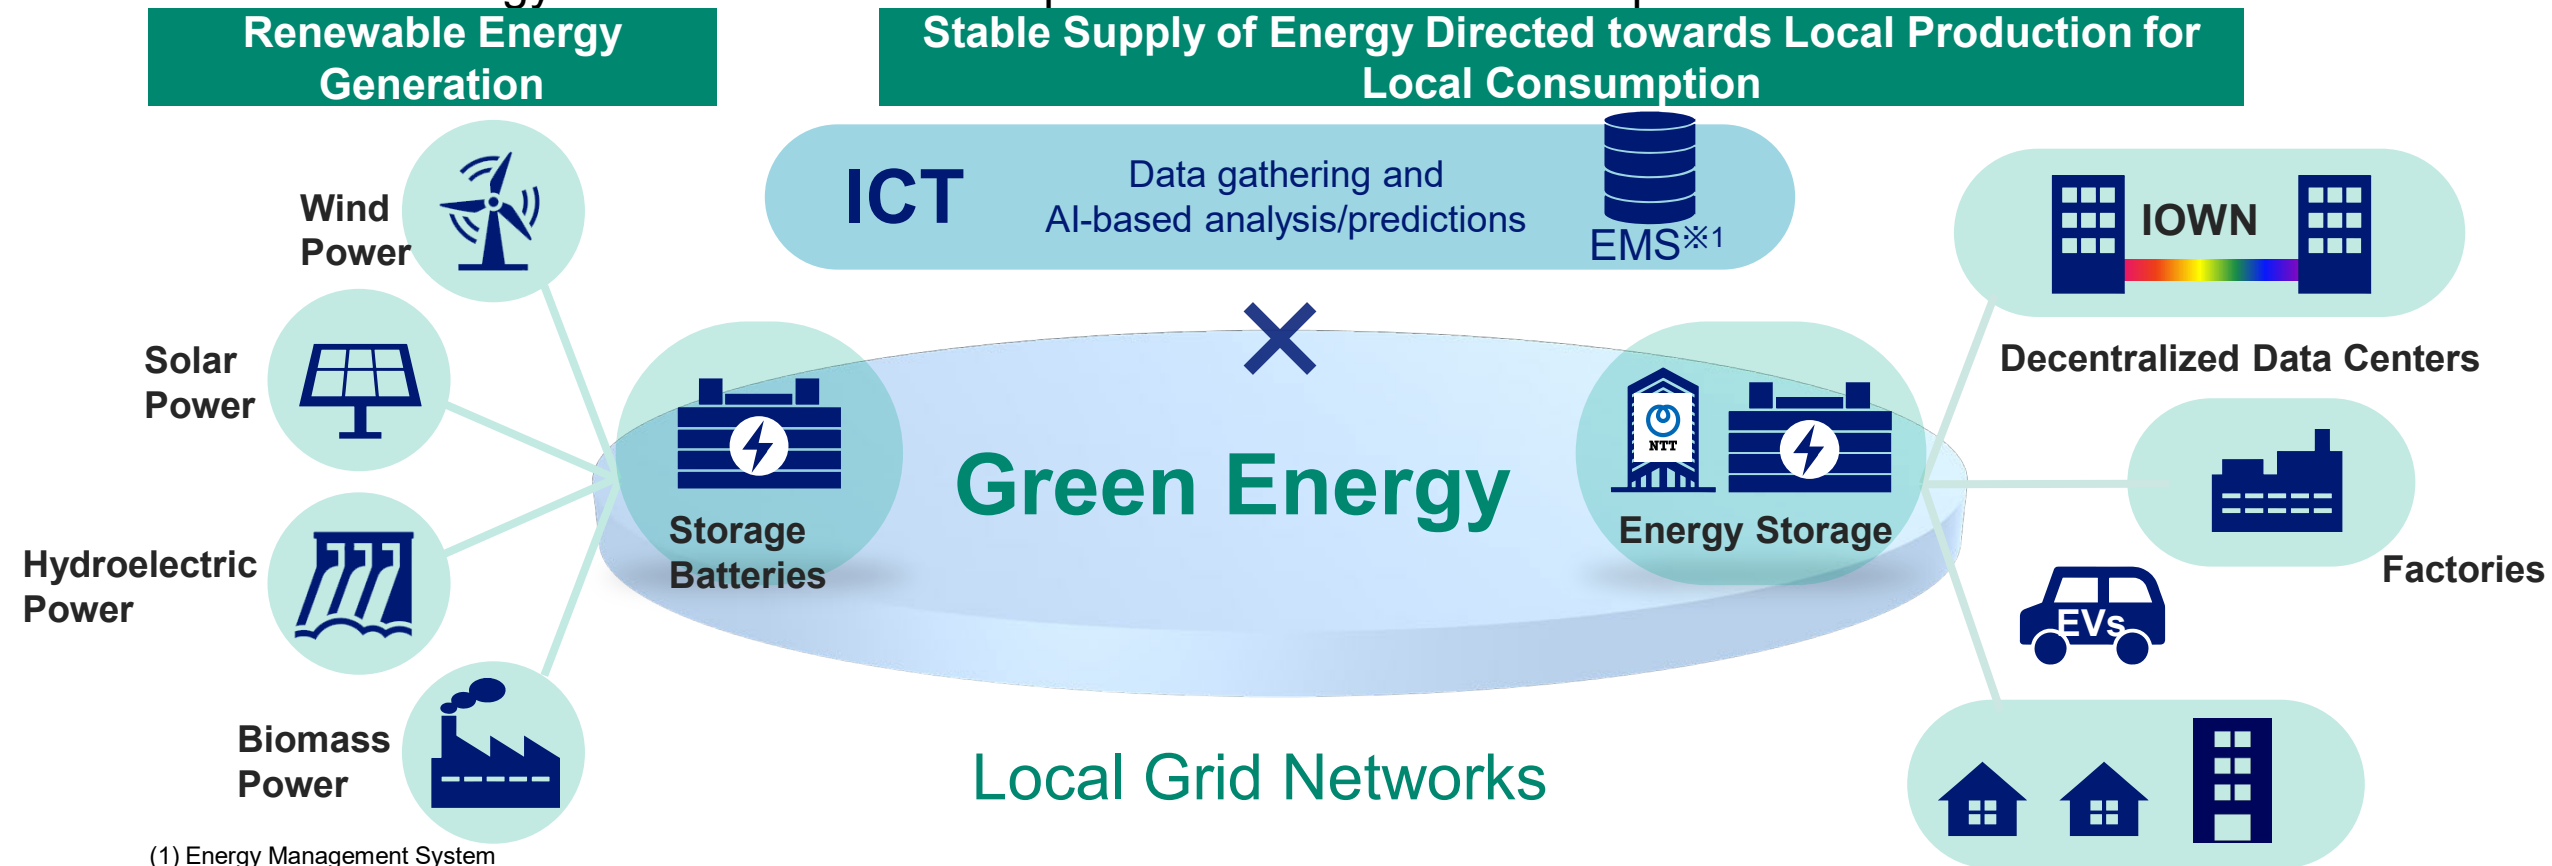 Renewable Energy
Generation
Stable Supply of Energy Directed towards Local Production for
Local Consumption
ICT
Data gathering and
AI-based analysis/predictions
EMS※1
Wind
Power
IOWN
Solar
Power
Decentralized Data Centers
NTT
Green Energy
Storage
Batteries
Energy Storage
Hydroelectric
Power
Factories
EVs
Biomass
Power
Local Grid Networks
(1) Energy Management System